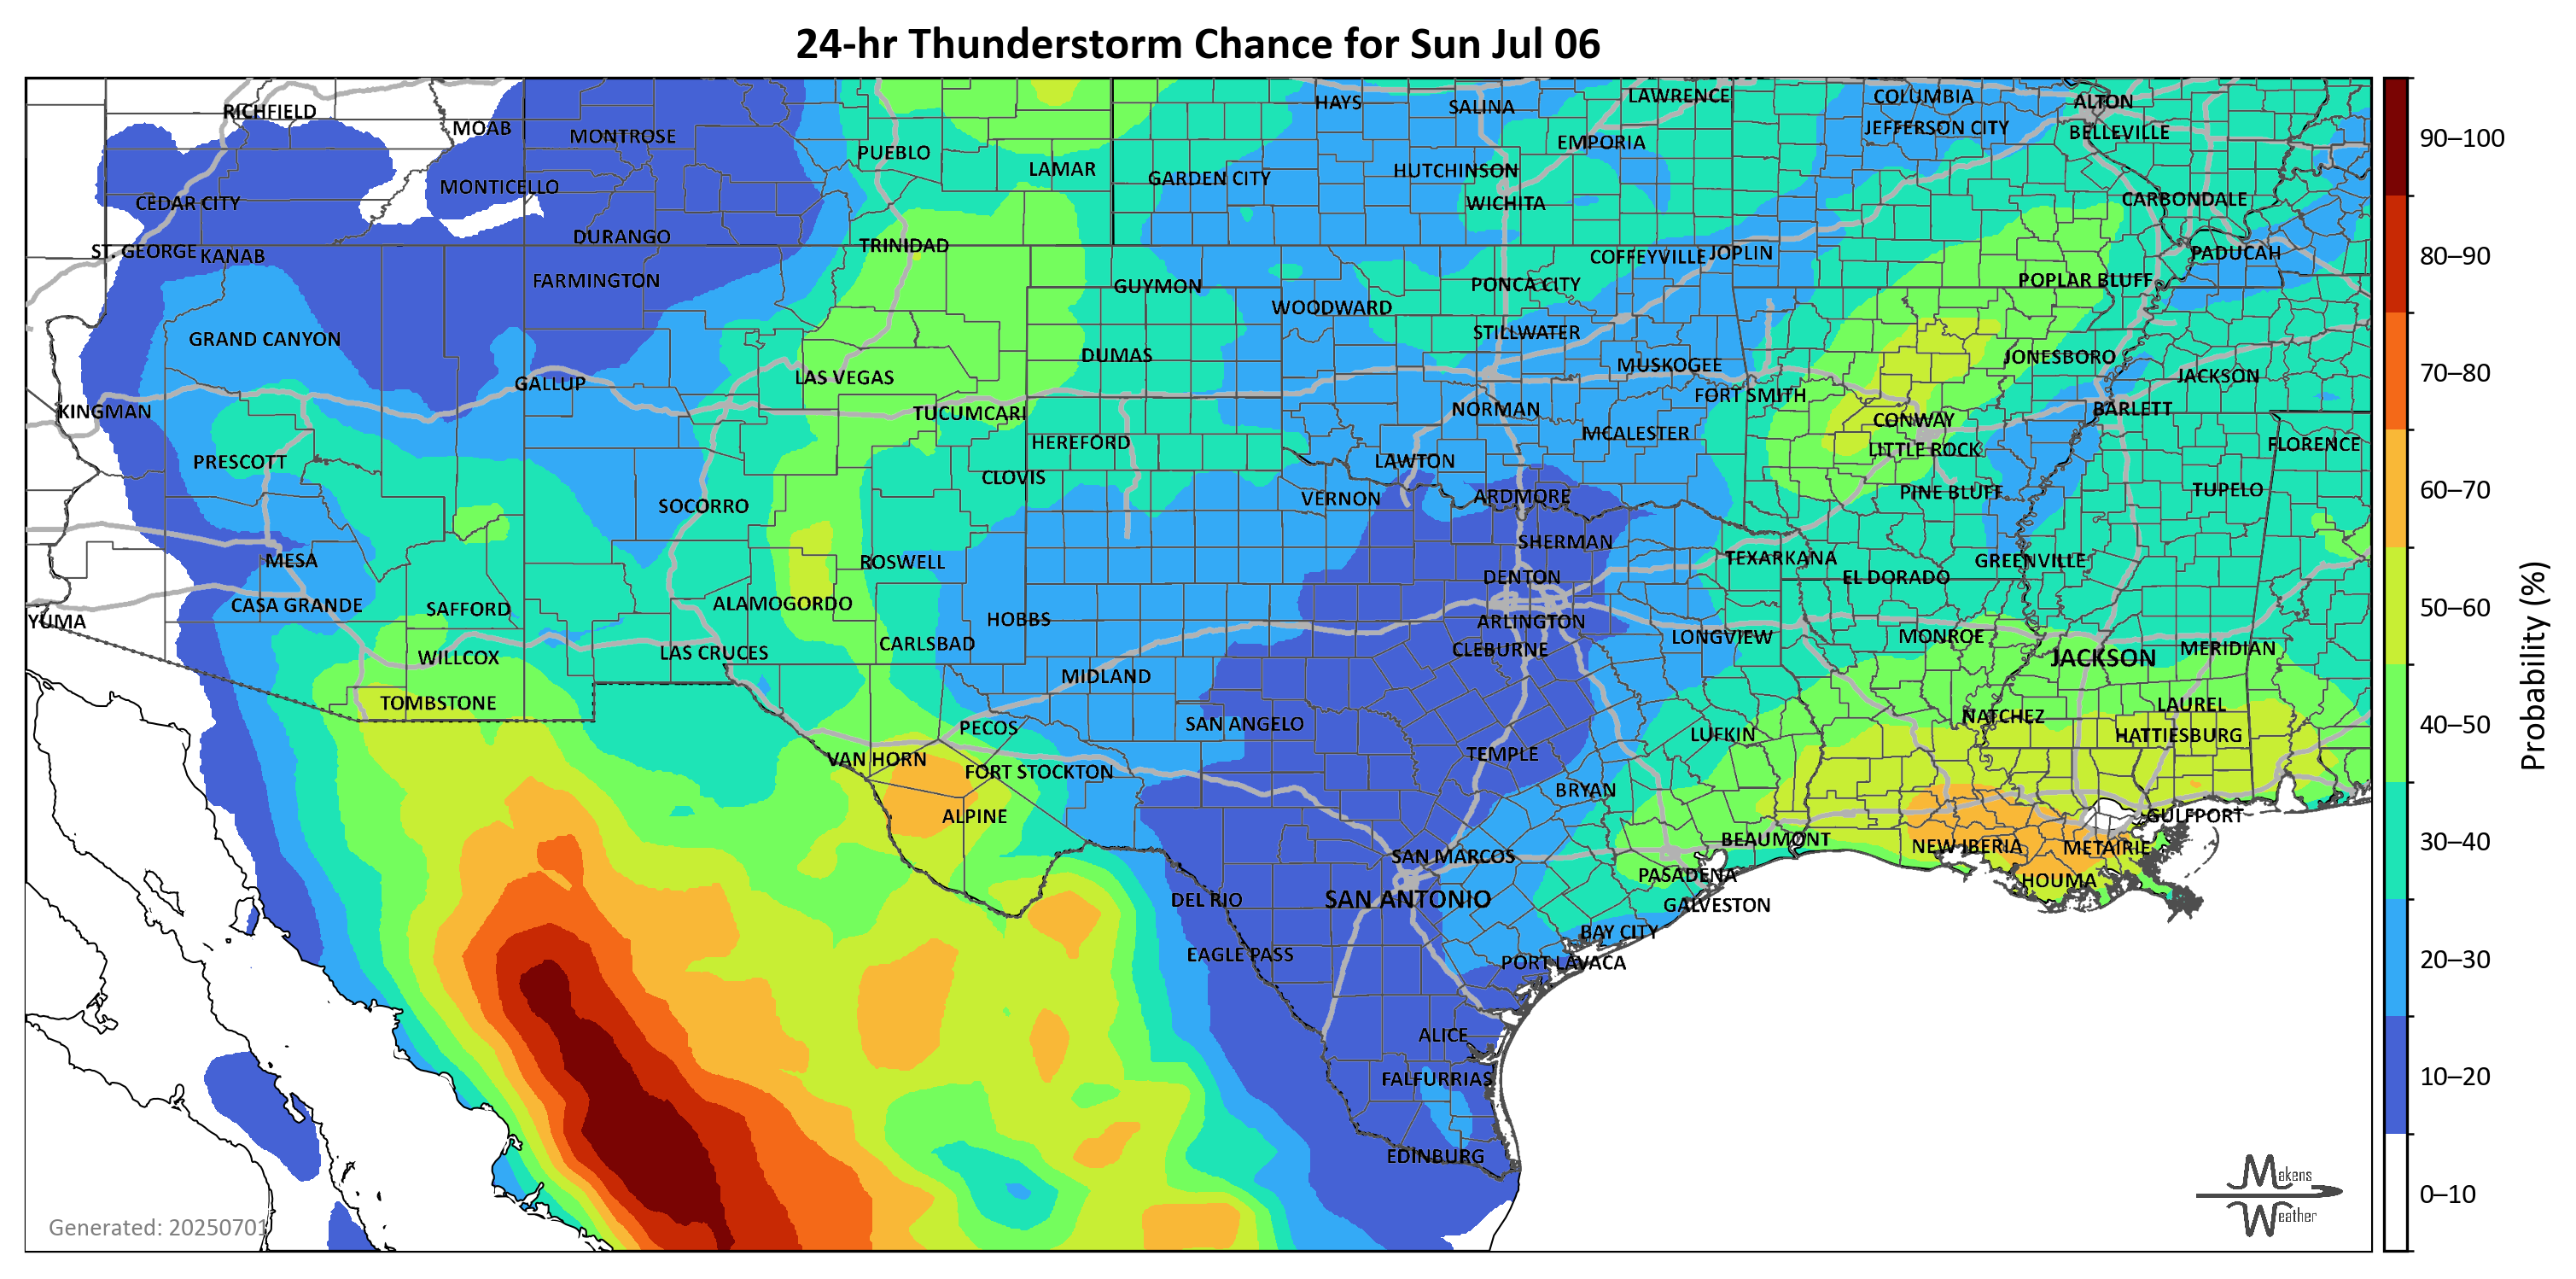 24-hr Thunderstorm Chance for Sun Jul 06
RICHFIELD
MOAB
MONTROSE
PUEBLO
LAMAR
HAYS
SALINA
LAWRENCE
COLUMBIA
ALTON
JEFFERSON CITY
BELLEVILLE
EMPORIA
HUTCHINSON
GARDEN CITY
WICHITA
MONTICELLO
CEDAR CITY
CARBONDALE
DURANGO
TRINIDAD
ST. GEORGE
KANAB
COFFEYVILLE
JOPLIN
PADUCAH
FARMINGTON
GUYMON
PONCA CITY
POPLAR BLUFF
WOODWARD
STILLWATER
GRAND CANYON
DUMAS
MUSKOGEE
JONESBORO
GALLUP
LAS VEGAS
FORT SMITH
JACKSON
KINGMAN
TUCUMCARI
NORMAN
CONWAY
BARLETT
HEREFORD
MCALESTER
LITTLE ROCK
FLORENCE
PRESCOTT
CLOVIS
LAWTON
SOCORRO
VERNON
ARDMORE
PINE BLUFF
TUPELO
MESA
ROSWELL
SHERMAN
TEXARKANA
GREENVILLE
DENTON
EL DORADO
CASA GRANDE
SAFFORD
ALAMOGORDO
YUMA
HOBBS
ARLINGTON
CARLSBAD
CLEBURNE
LONGVIEW
MONROE
WILLCOX
LAS CRUCES
JACKSON
MERIDIAN
MIDLAND
TOMBSTONE
PECOS
SAN ANGELO
NATCHEZ
LAUREL
LUFKIN
HATTIESBURG
VAN HORN
FORT STOCKTON
TEMPLE
BRYAN
ALPINE
GULFPORT
SAN MARCOS
BEAUMONT
NEW IBERIA
METAIRIE
PASADENA
HOUMA
DEL RIO
SAN ANTONIO
GALVESTON
BAY CITY
EAGLE PASS
PORT LAVACA
ALICE
FALFURRIAS
EDINBURG
Generated: 20250701
Makens
Weather
90–100
80–90
70–80
60–70
50–60
40–50
30–40
20–30
10–20
0–10
Probability (%)